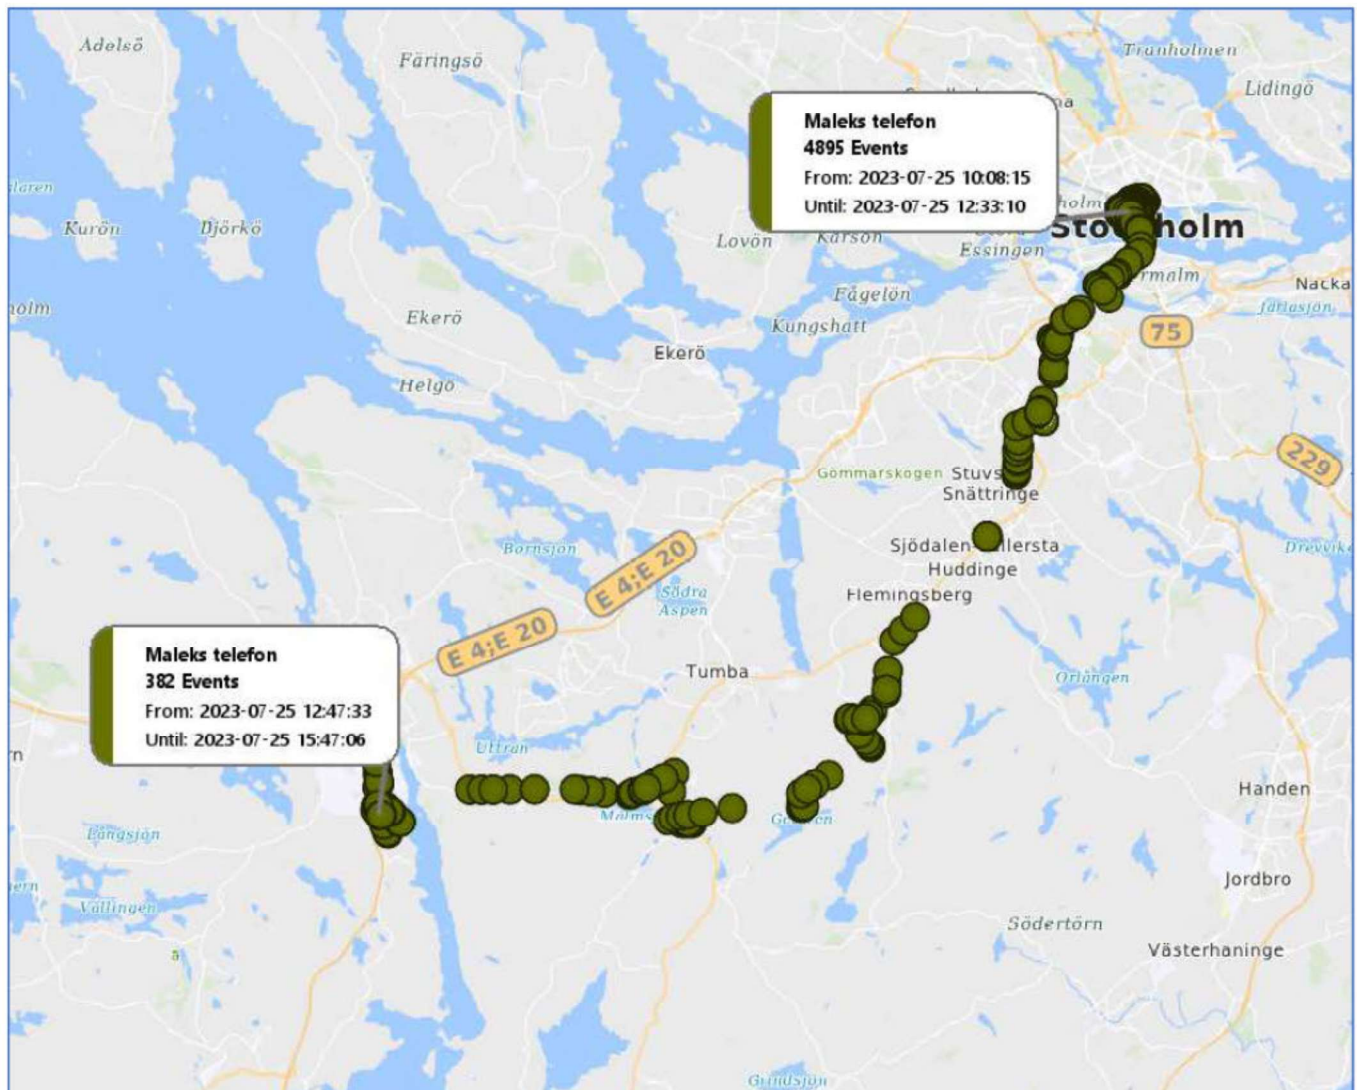 Adelsö
Färingsö
Tranholmen
Lidingö
Maleks telefon
4895 Events
From: 2023-07-25 10:08:15
Until: 2023-07-25 12:33:10
Kurön
Lovön
Essingen
Nacka
Järlasjön
Fågelön
Kungshatt
Ekerö
75
Ekerö
Helgö
229
Gömmarskogen
Snättringe
Bornsjön
E 4;E 20
Huddinge
Flemingsberg
Södra
Aspen
E 4;E 20
Maleks telefon
382 Events
From: 2023-07-25 12:47:33
Until: 2023-07-25 15:47:06
Tumba
Orlången
Uttran
Handen
Långsjön
Jordbro
Vällingen
Södertörn
Västerhaninge
Grindsjön